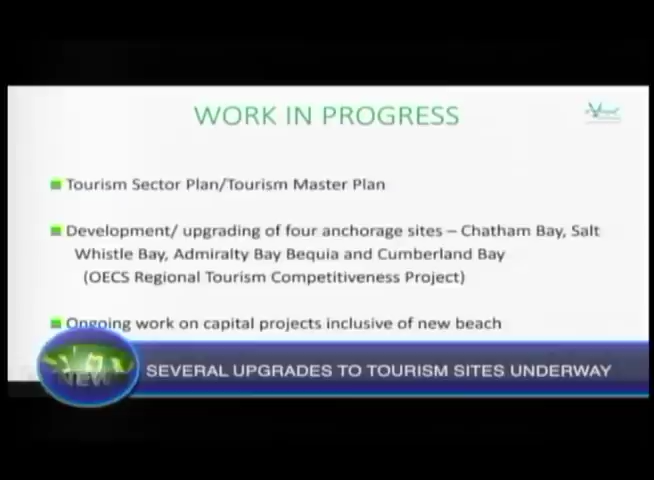 WORK IN PROGRESS
Tourism Sector Plan/Tourism Master Plan
Development/ upgrading of four anchorage sites – Chatham Bay, Salt
Whistle Bay, Admiralty Bay Bequia and Cumberland Bay
(OECS Regional Tourism Competitiveness Project)
Ongoing work on capital projects inclusive of new beach
NEW
SEVERAL UPGRADES TO TOURISM SITES UNDERWAY